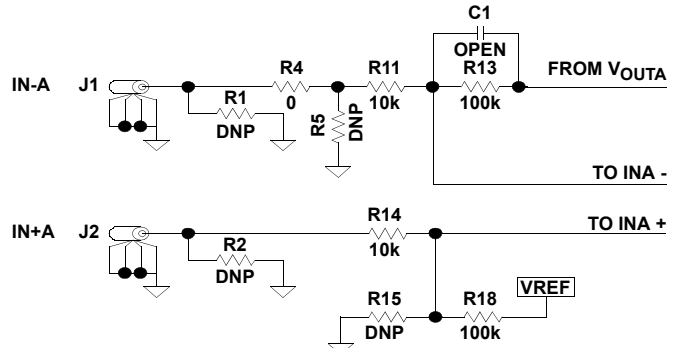 C1
OPEN
IN-A J1 R4 R11 R13 FROM VOUTA
0 10k 100k
R1
DNP
R5
DNP
TO INA -
IN+A J2 R14 TO INA +
10k
R2
DNP
R15 R18 VREF
DNP 100k